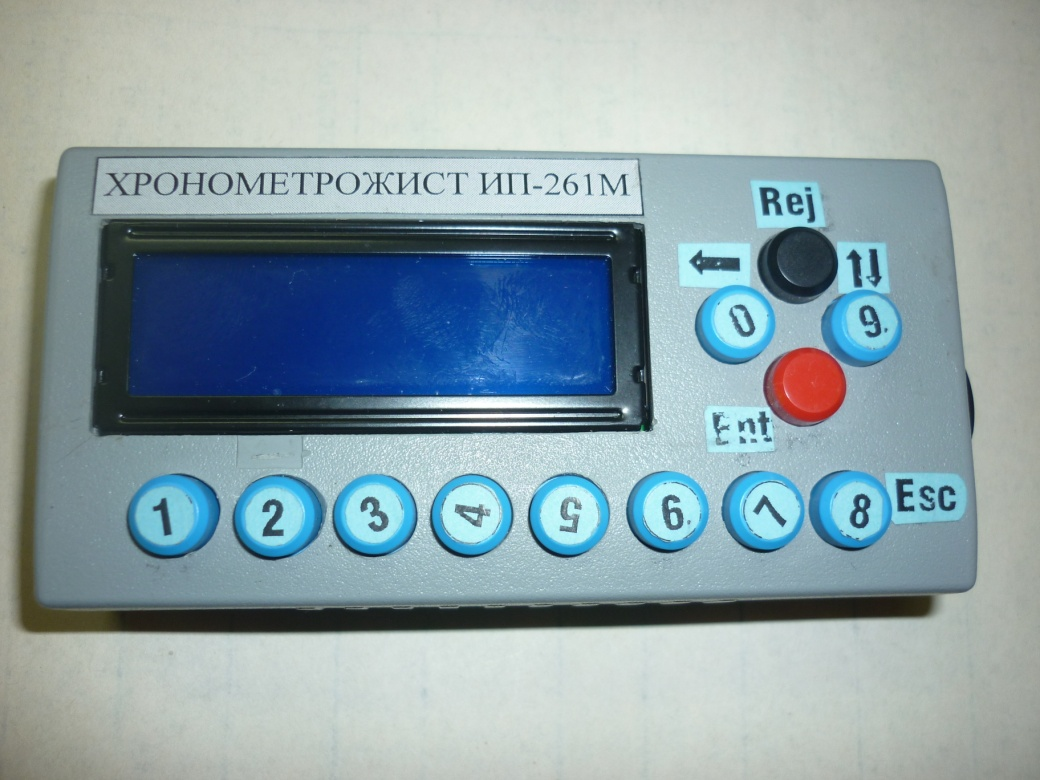 ХРОНОМЕТРОЖИСТ ИП-261М
Rej
← ↑↓
0 9.
Ent
1 2 3 4 5 6. 7 8 Esc